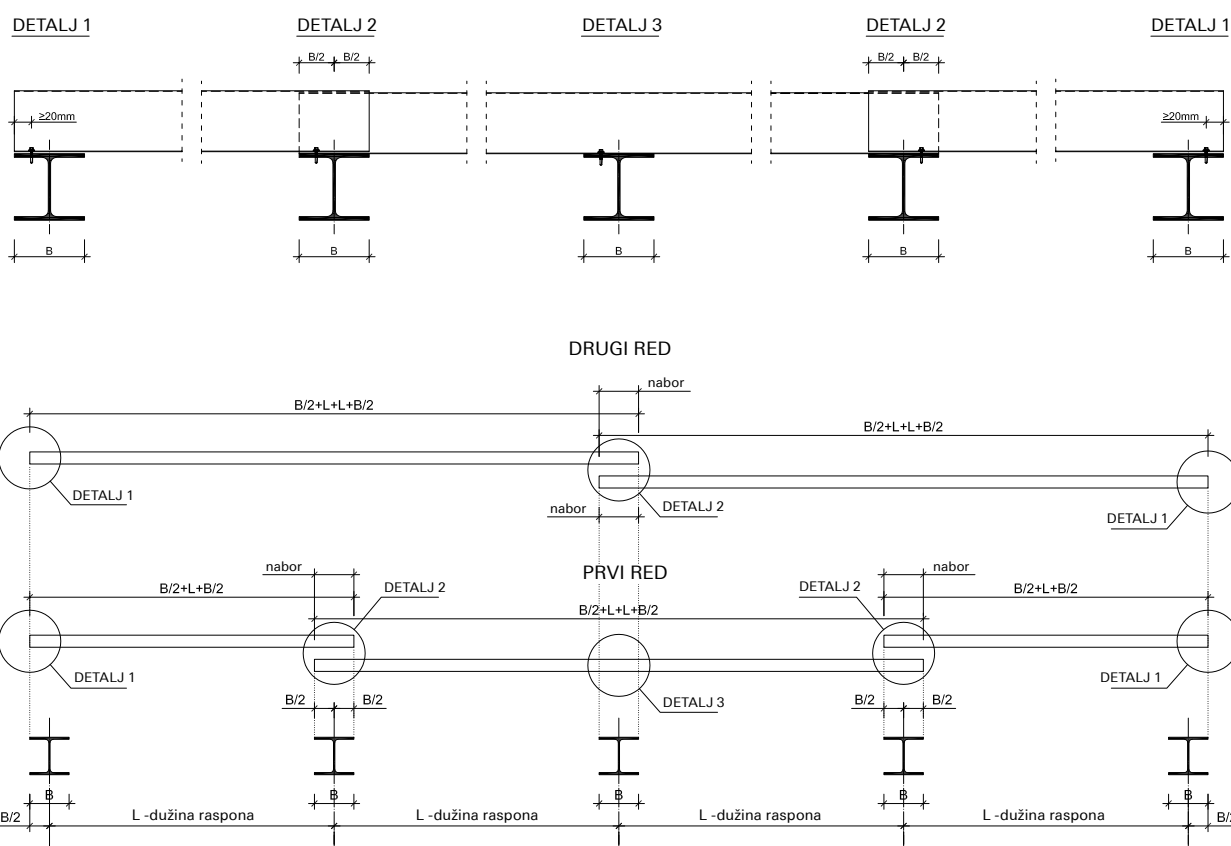 DETALJ 1 DETALJ 2 DETALJ 3 DETALJ 2 DETALJ 1
B/2 B/2 B/2 B/2
≥20mm ≥20mm
B B B B B
DRUGI RED
nabor
B/2+L+L+B/2
B/2+L+L+B/2
DETALJ 1
nabor DETALJ 2
DETALJ 1
nabor PRVI RED nabor
B/2+L+B/2 DETALJ 2 DETALJ 2 B/2+L+B/2
B/2+L+L+B/2
DETALJ 1 DETALJ 1
B/2 B/2 DETALJ 3 B/2 B/2
B B B B B
B/2 L -dužina raspona L -dužina raspona L -dužina raspona L -dužina raspona